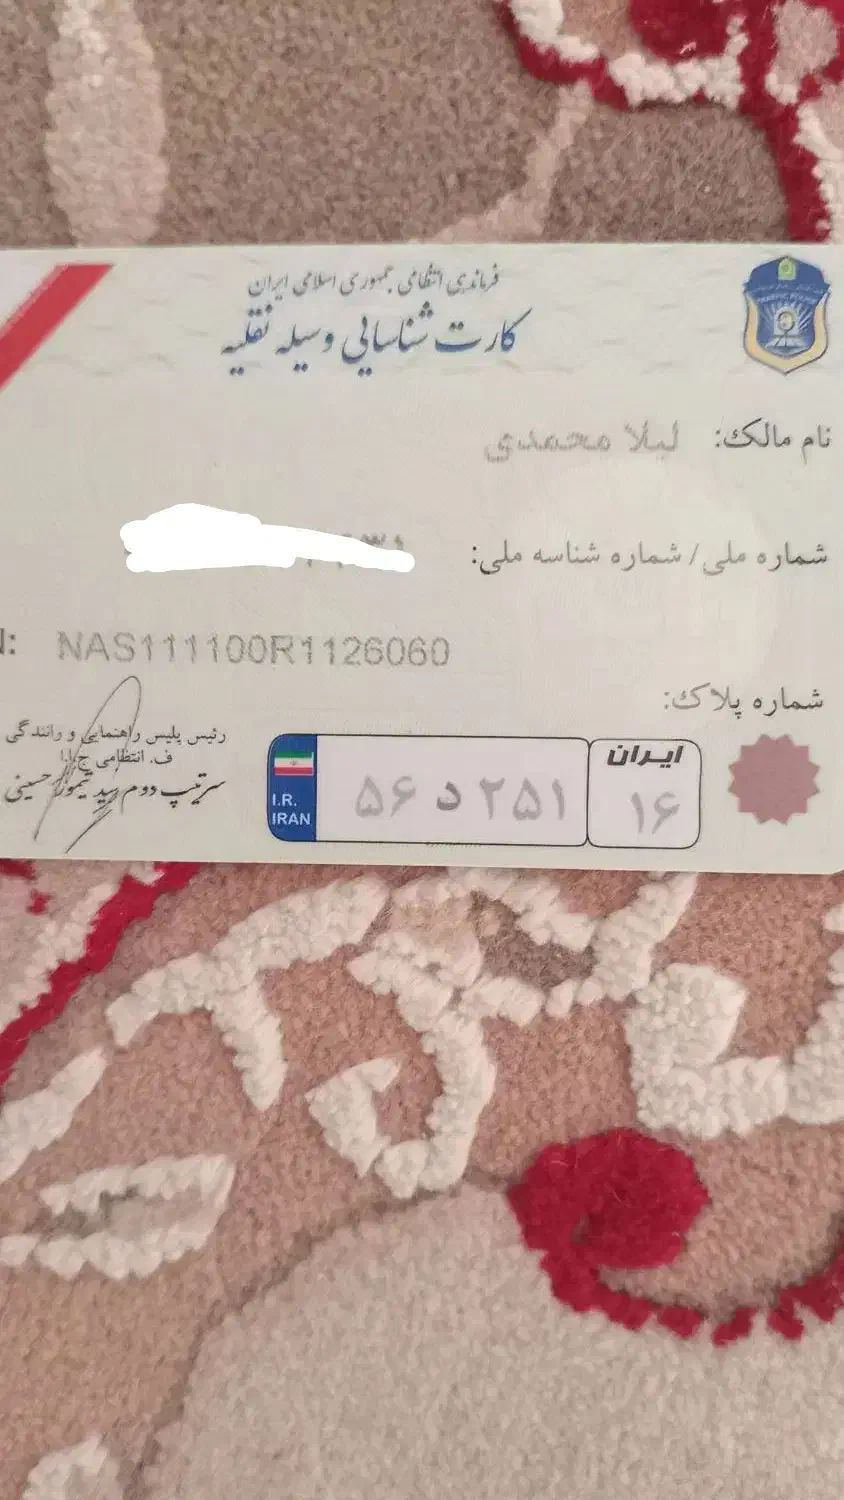 فرماندهی انتظامی جمهوری اسلامی ایران
کارت شناسایی وسیله نقلیه
نام مالک: لیلا محمدی
شماره ملی/ شماره شناسه ملی:
NAS111100R1126060
شماره پلاک:
رئیس پلیس راهنمایی و رانندگی
ف. انتظامی ج.ا.ا
سرتیپ دوم سید تیمور حسینی
I.R. IRAN
۵۶ د ۲۵۱
ایران
۱۶